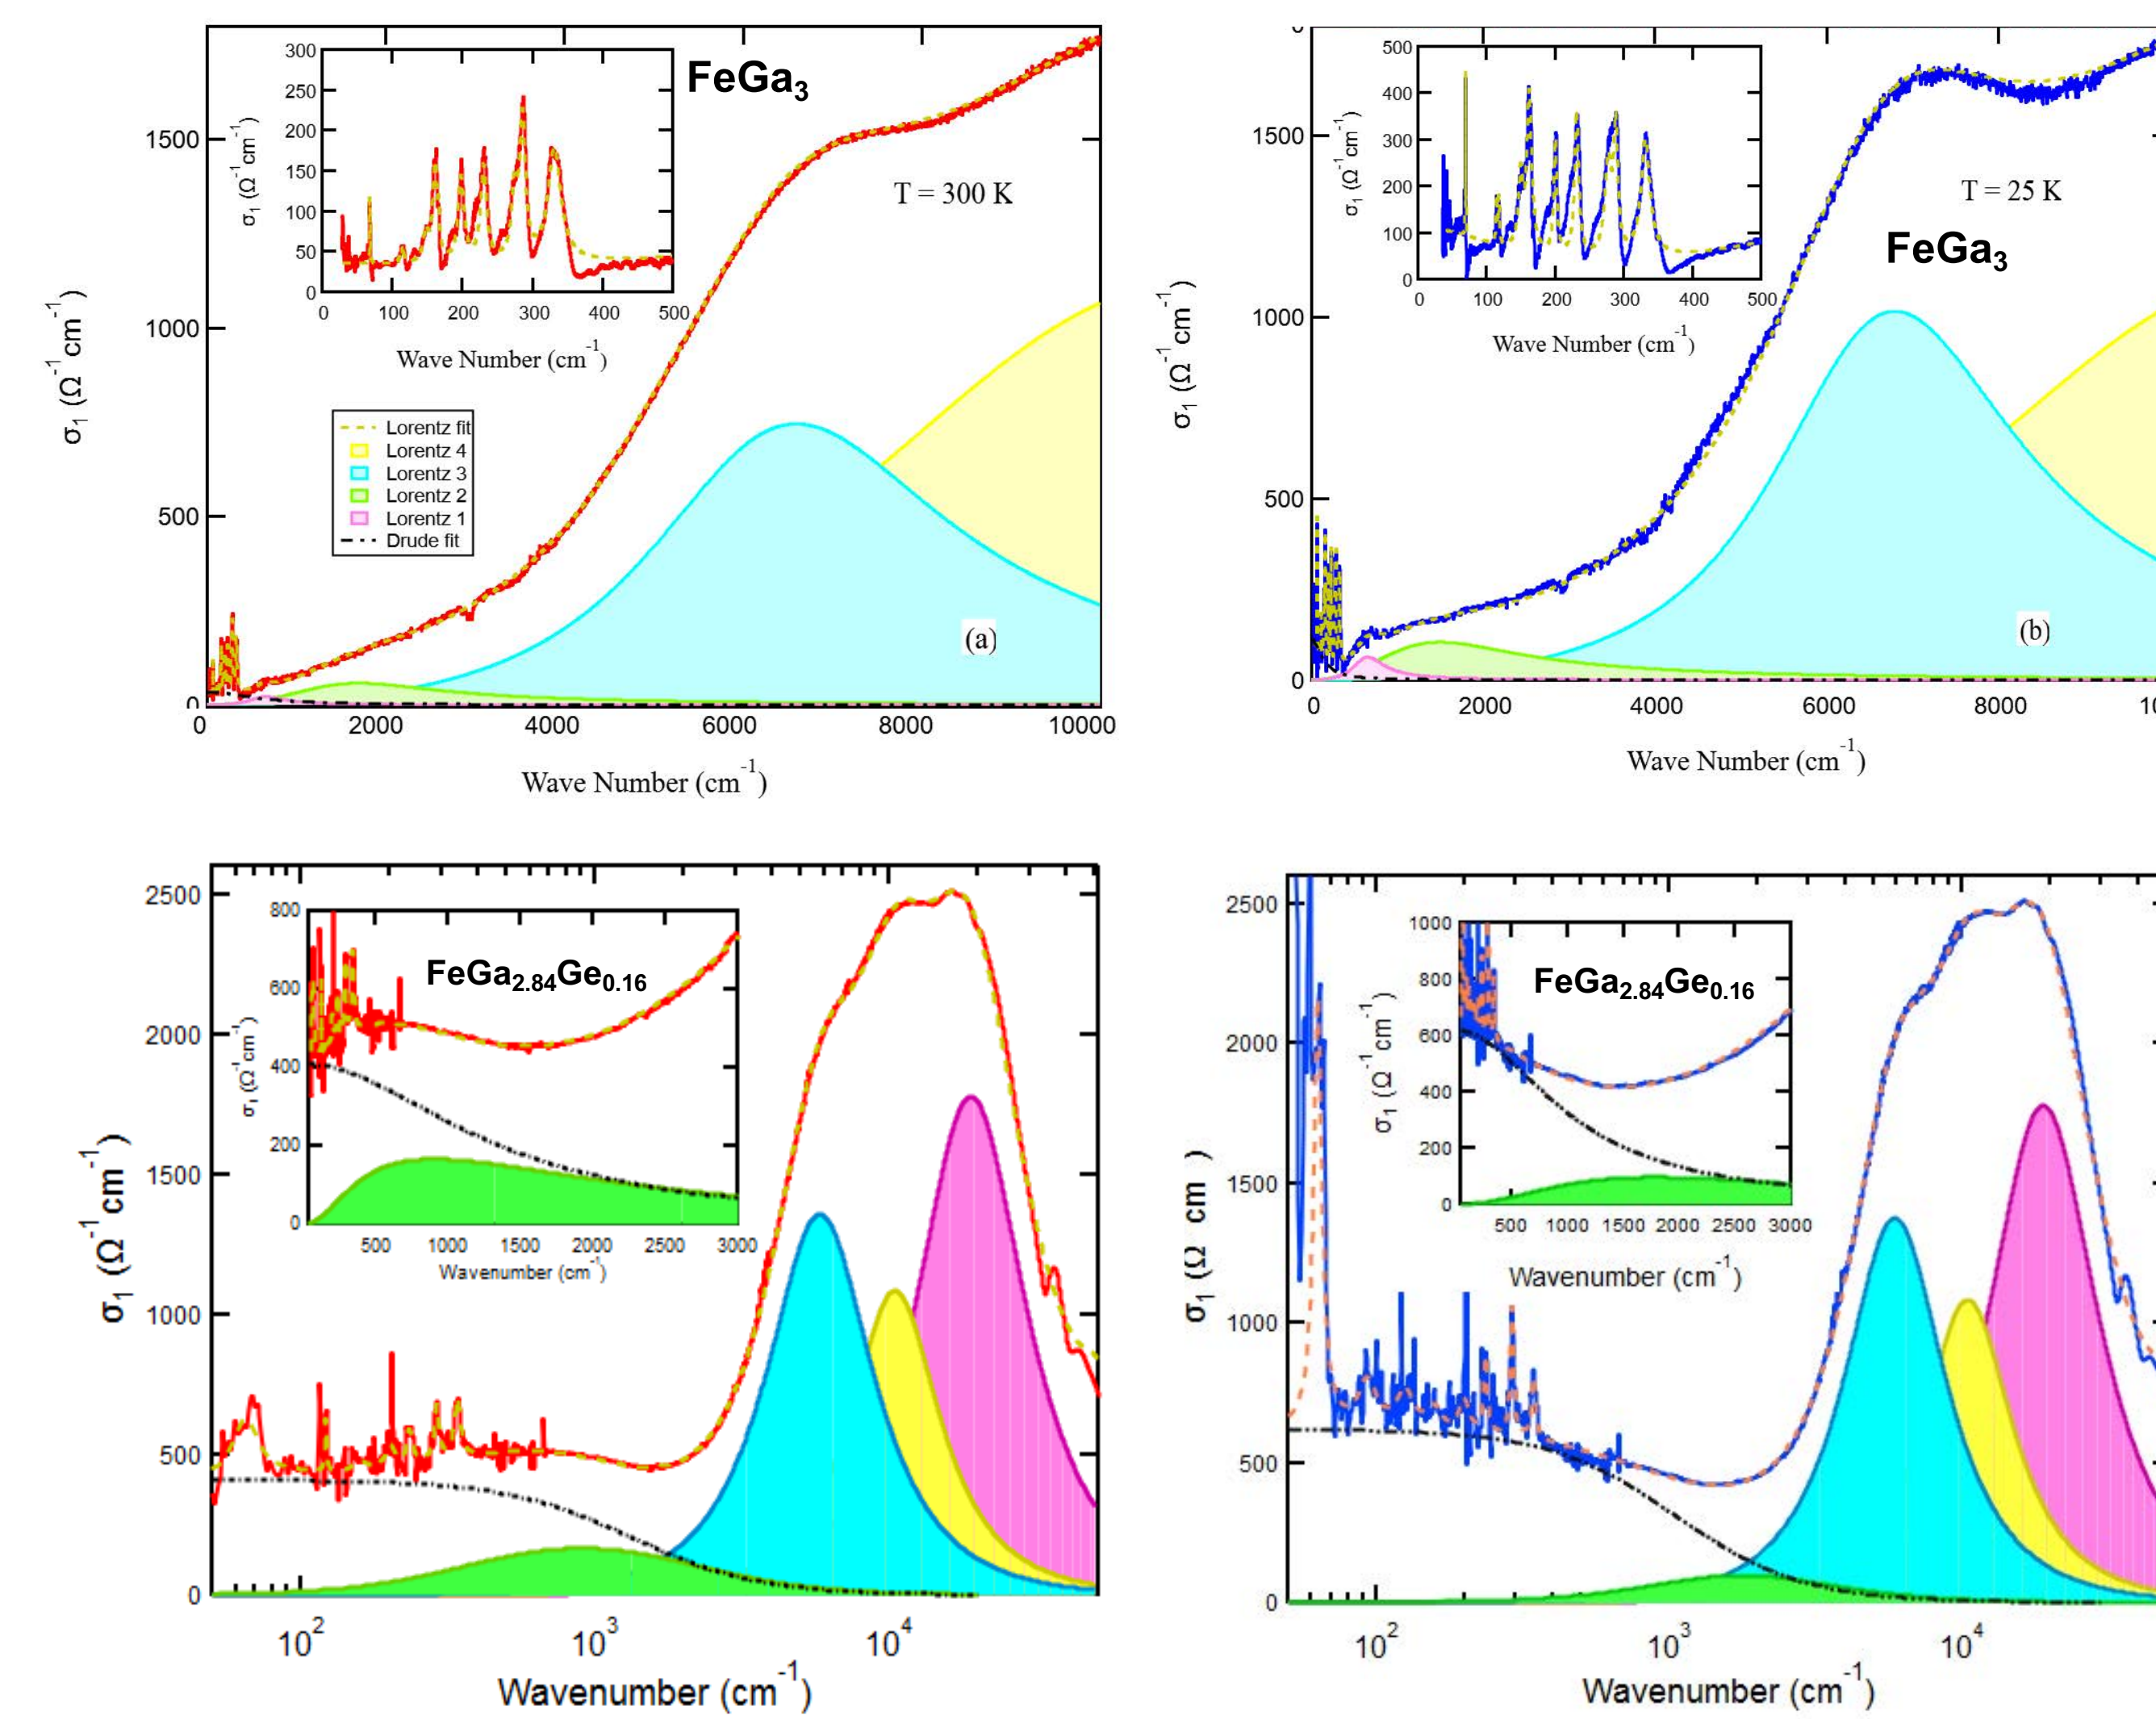 FeGa3
T = 300 K
(a)
300
250
200
150
100
50
0
0 100 200 300 400 500
σ1 (Ω-1cm-1)
Wave Number (cm-1)
Lorentz fit
Lorentz 4
Lorentz 3
Lorentz 2
Lorentz 1
Drude fit
1500
1000
500
0
0 2000 4000 6000 8000 10000
σ1 (Ω-1cm-1)
Wave Number (cm-1)
FeGa3
T = 25 K
(b)
500
400
300
200
100
0
0 100 200 300 400 500
σ1 (Ω-1cm-1)
Wave Number (cm-1)
1500
1000
500
0
0 2000 4000 6000 8000 10
σ1 (Ω-1cm-1)
Wave Number (cm-1)
FeGa2.84Ge0.16
800
600
400
200
0
500 1000 1500 2000 2500 3000
σ1 (Ω-1cm-1)
Wavenumber (cm-1)
2500
2000
1500
1000
500
0
10^2 10^3 10^4
σ1 (Ω-1 cm-1)
Wavenumber (cm-1)
FeGa2.84Ge0.16
1000
800
600
400
200
0
500 1000 1500 2000 2500 3000
σ1 (Ω-1cm-1)
Wavenumber (cm-1)
2500
2000
1500
1000
500
0
10^2 10^3 10^4
σ1 (Ω cm )
Wavenumber (cm-1)